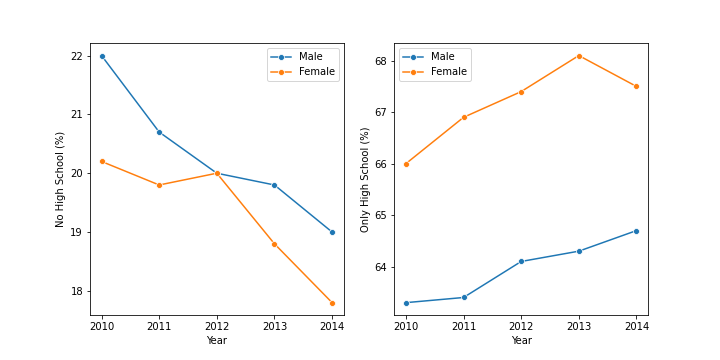 No High School (%)
22
21
20
19
18
Male
Female
2010 2011 2012 2013 2014
Year
Only High School (%)
68
67
66
65
64
Male
Female
2010 2011 2012 2013 2014
Year